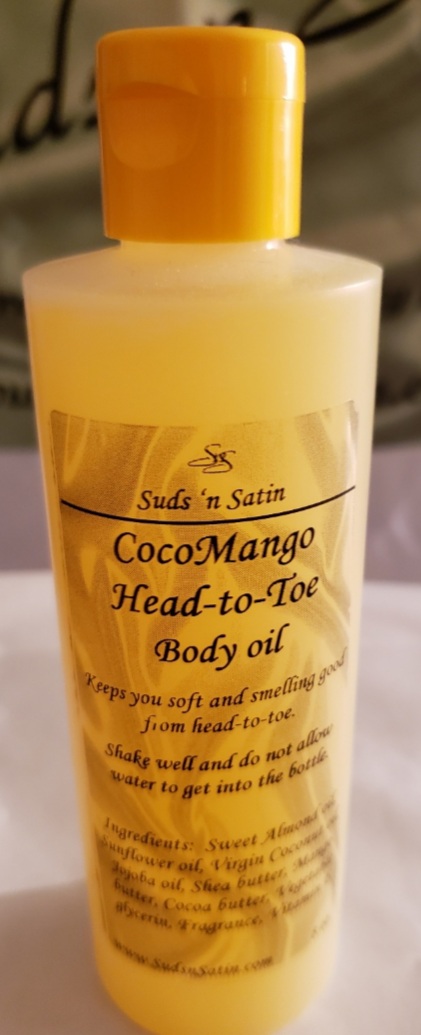 SnS
Suds 'n Satin
CocoMango
Head-to-Toe
Body oil
Keeps you soft and smelling good
from head-to-toe.
Shake well and do not allow
water to get into the bottle.
Ingredients: Sweet Almond oil,
Sunflower oil, Virgin Coconut
Jojoba oil, Shea butter, Mango
butter, Cocoa butter, Vegetable
glycerin, Fragrance, Vitamin
www.SudsnSatin.com